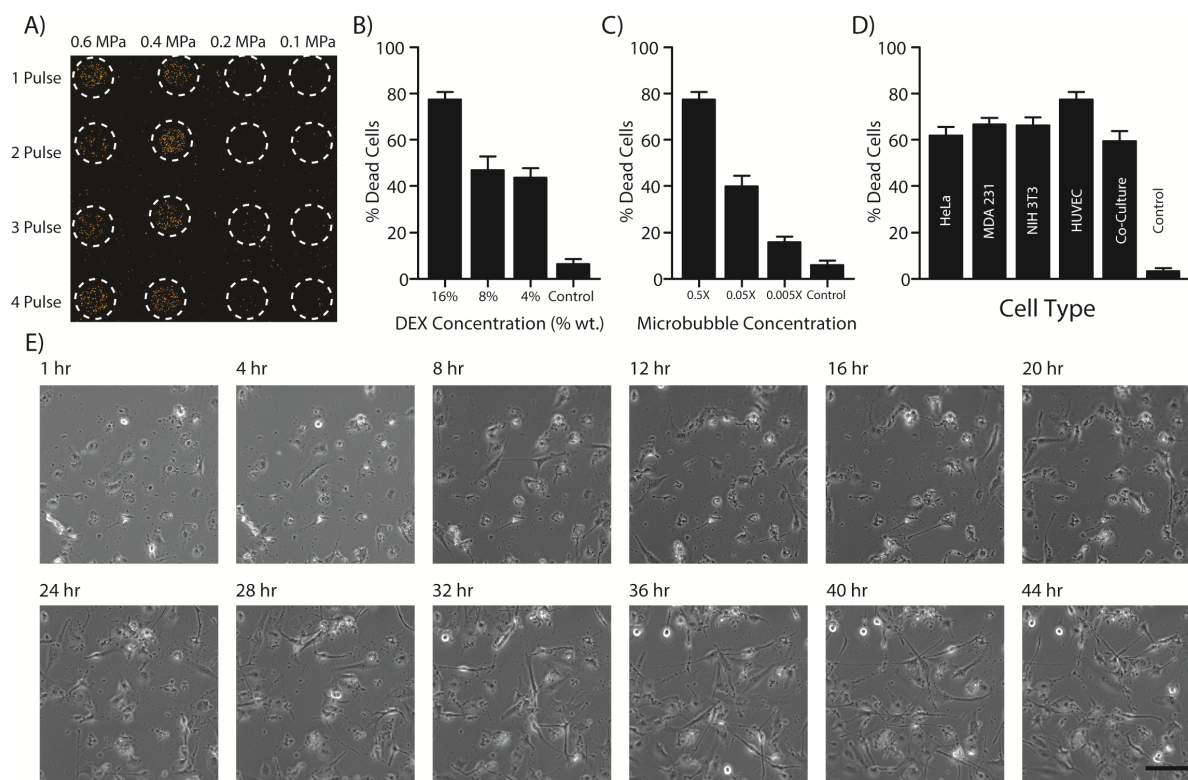 A)
0.6 MPa 0.4 MPa 0.2 MPa 0.1 MPa
1 Pulse
2 Pulse
3 Pulse
4 Pulse
B)
% Dead Cells
100
80
60
40
20
0
16% 8% 4% Control
DEX Concentration (% wt.)
C)
% Dead Cells
100
80
60
40
20
0
0.5X 0.05X 0.005X Control
Microbubble Concentration
D)
% Dead Cells
100
80
60
40
20
0
HeLa
MDA 231
NIH 3T3
HUVEC
Co-Culture
Control
Cell Type
E)
1 hr 4 hr 8 hr 12 hr 16 hr 20 hr
24 hr 28 hr 32 hr 36 hr 40 hr 44 hr